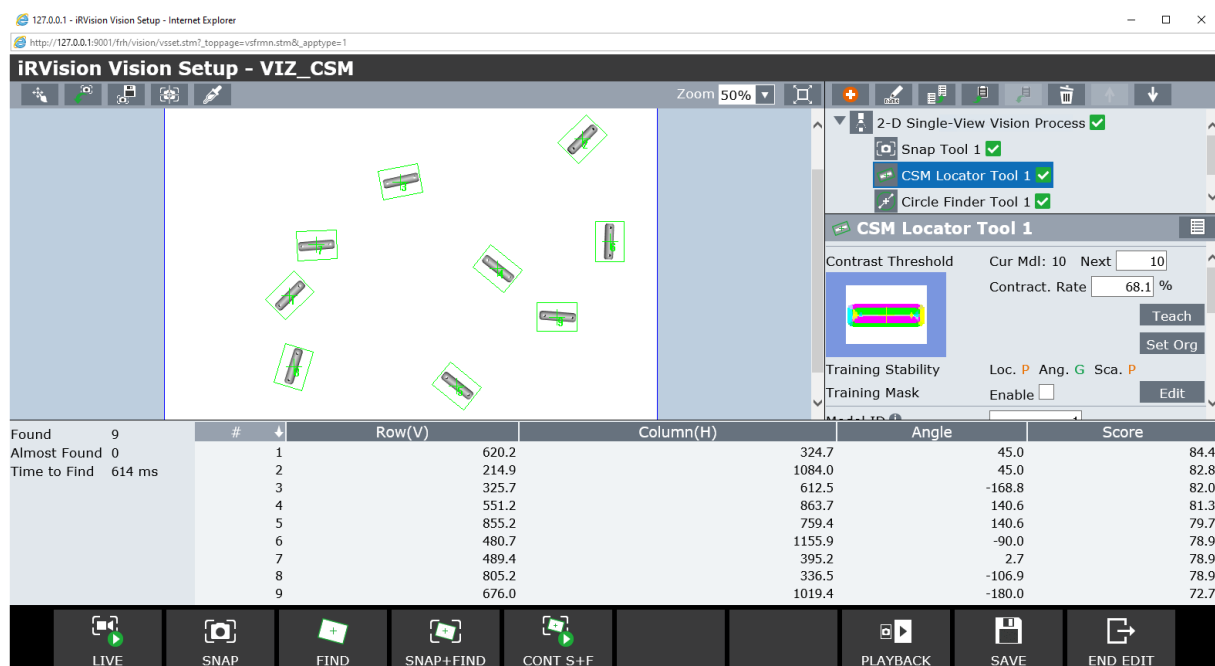 127.0.0.1 - iRVision Vision Setup - Internet Explorer
http://127.0.0.1:9001/frh/vision/vsset.stm?_toppage=vsfrmn.stm&_apptype=1
iRVision Vision Setup - VIZ_CSM
Zoom 50%
2-D Single-View Vision Process
Snap Tool 1
CSM Locator Tool 1
Circle Finder Tool 1
CSM Locator Tool 1
Contrast Threshold Cur Mdl: 10 Next 10
Contract. Rate 68.1 %
Teach
Set Org
Training Stability Loc. P Ang. G Sca. P
Training Mask Enable Edit
Model ID 1
Found 9
Almost Found 0
Time to Find 614 ms
# Row(V) Column(H) Angle Score
1 620.2 324.7 45.0 84.4
2 214.9 1084.0 45.0 82.8
3 325.7 612.5 -168.8 82.0
4 551.2 863.7 140.6 81.3
5 855.2 759.4 140.6 79.7
6 480.7 1155.9 -90.0 78.9
7 489.4 395.2 2.7 78.9
8 805.2 336.5 -106.9 78.9
9 676.0 1019.4 -180.0 72.7
LIVE SNAP FIND SNAP+FIND CONT S+F PLAYBACK SAVE END EDIT